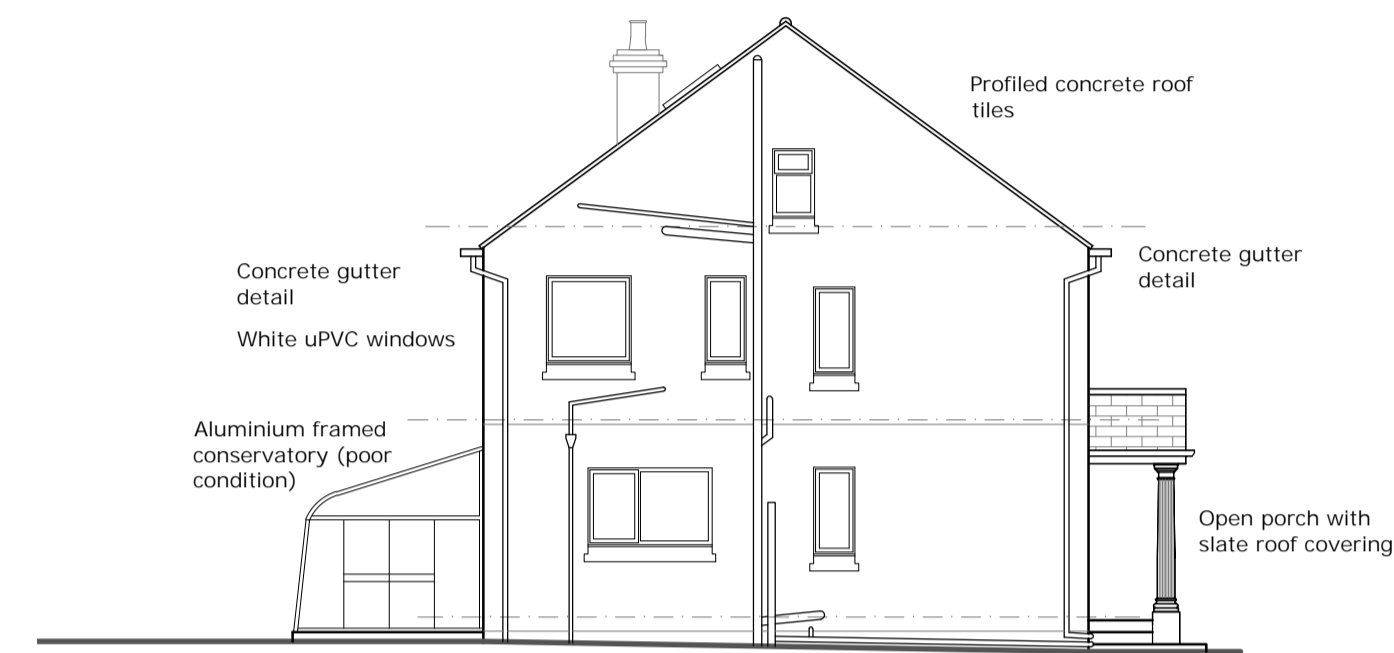 Profiled concrete roof
tiles
Concrete gutter
detail
Concrete gutter
detail
White uPVC windows
Aluminium framed
conservatory (poor
condition)
Open porch with
slate roof covering